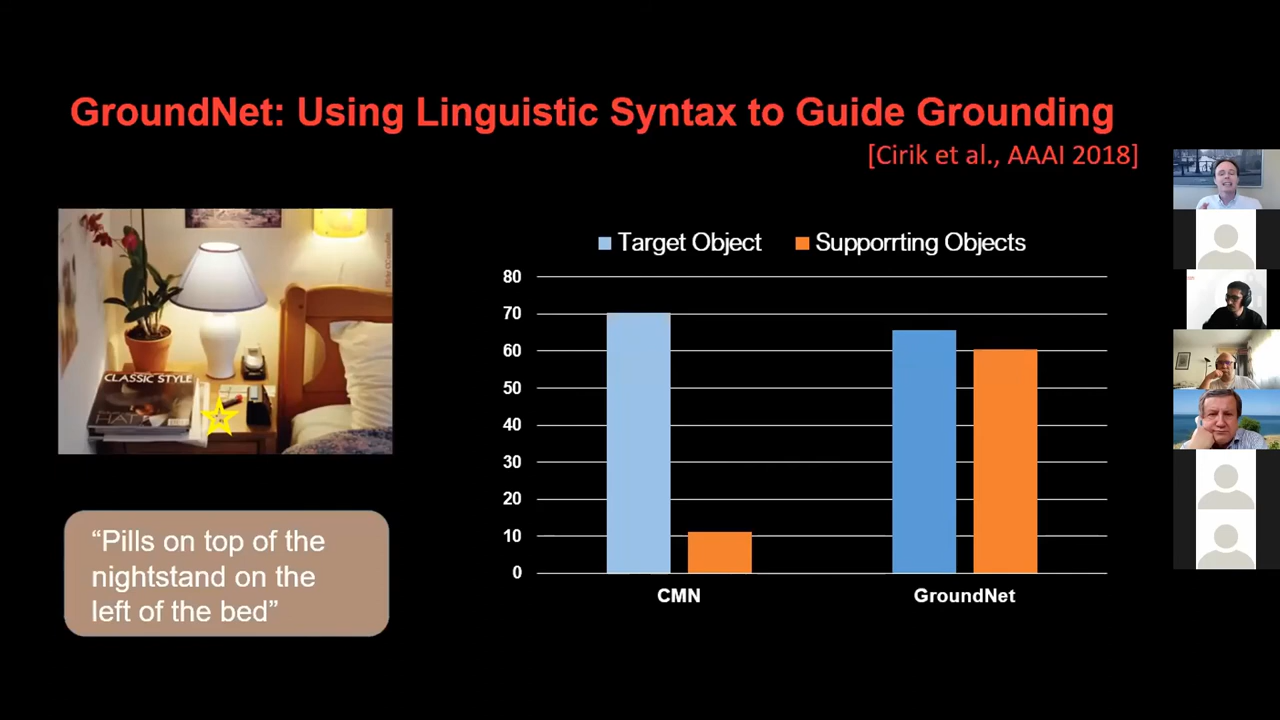 GroundNet: Using Linguistic Syntax to Guide Grounding
[Cirik et al., AAAI 2018]
CLASSIC STYLE
Target Object
Supporrting Objects
80
70
60
50
40
30
20
10
0
CMN
GroundNet
“Pills on top of the
nightstand on the
left of the bed”